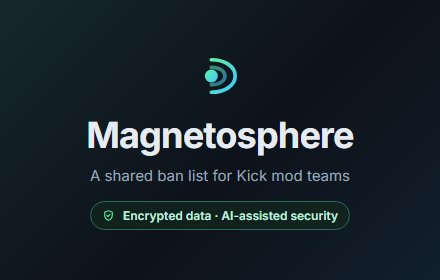 Magnetosphere
A shared ban list for Kick mod teams
Encrypted data · AI-assisted security